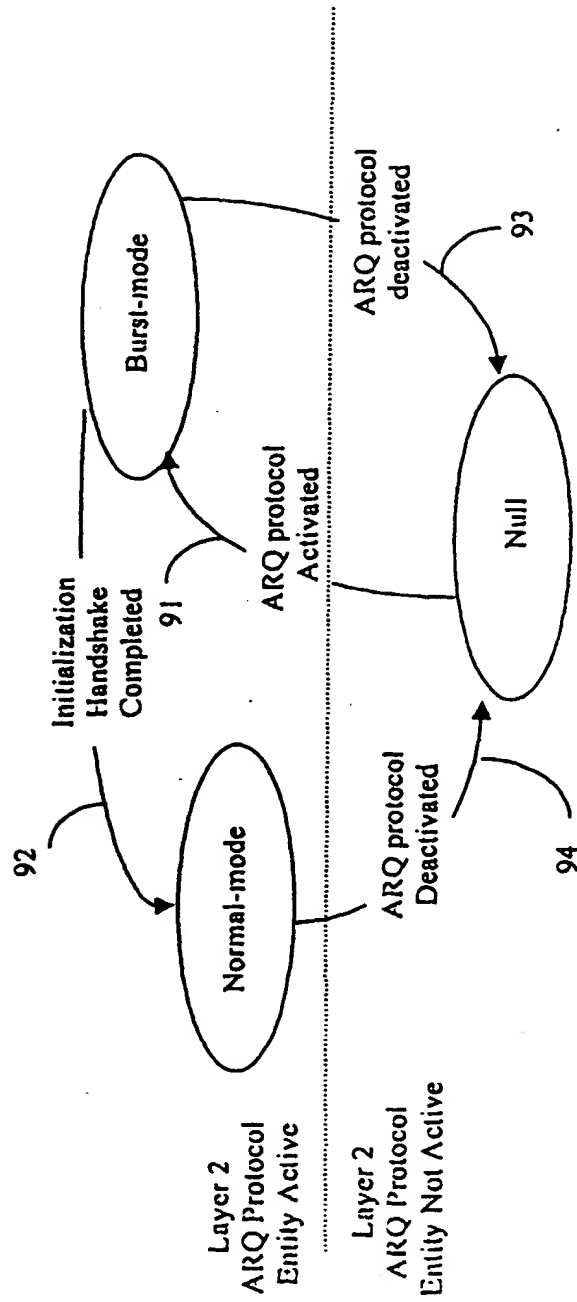 92
Initialization
Handshake
Completed
91
Burst-mode
Normal-mode
ARQ protocol
Activated
Layer 2
ARQ Protocol
Entity Active
Layer 2
ARQ Protocol
Entity Not Active
ARQ protocol
Deactivated
94
Null
ARQ protocol
deactivated
93